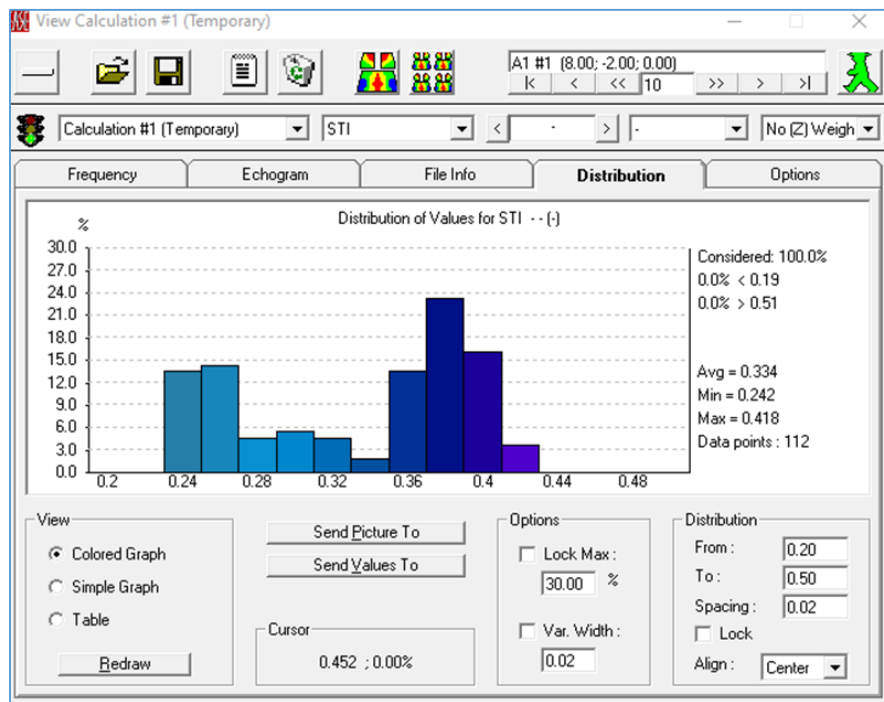 View Calculation #1 (Temporary)
A1 #1 (8.00; -2.00; 0.00)
|< < << 10 >> > >|
Calculation #1 (Temporary) STI < - > - No (Z) Weigh
Frequency Echogram File Info Distribution Options
Distribution of Values for STI - - (-)
%
30.0
27.0
24.0
21.0
18.0
15.0
12.0
9.0
6.0
3.0
0.0
0.2 0.24 0.28 0.32 0.36 0.4 0.44 0.48
Considered: 100.0%
0.0% < 0.19
0.0% > 0.51
Avg = 0.334
Min = 0.242
Max = 0.418
Data points : 112
View
Colored Graph
Simple Graph
Table
Redraw
Send Picture To
Send Values To
Cursor
0.452 ; 0.00%
Options
Lock Max :
30.00 %
Var. Width :
0.02
Distribution
From : 0.20
To : 0.50
Spacing : 0.02
Lock
Align : Center